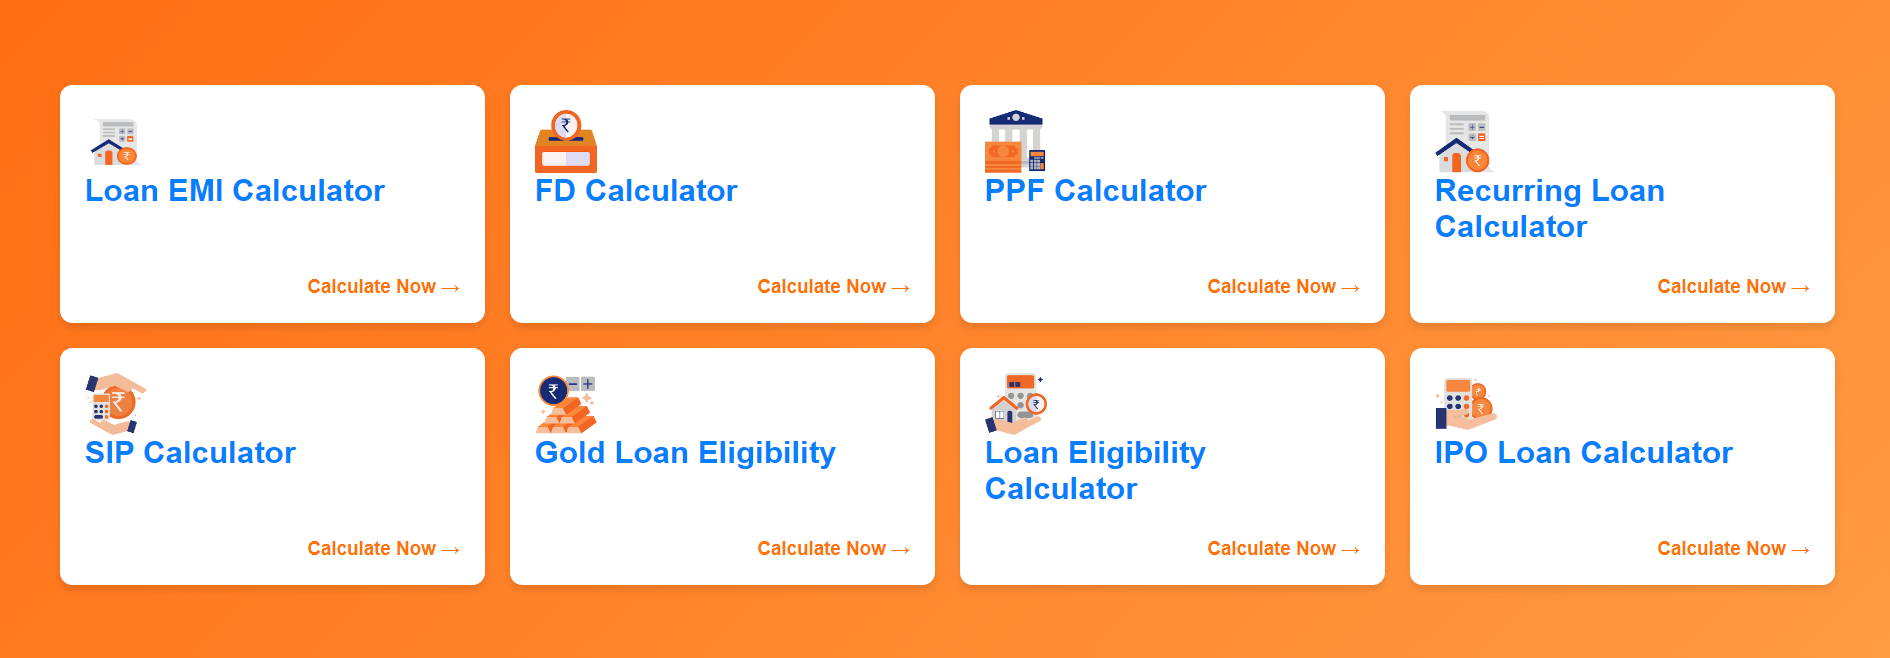 Loan EMI Calculator
Calculate Now →
FD Calculator
Calculate Now →
PPF Calculator
Calculate Now →
Recurring Loan
Calculator
Calculate Now →
SIP Calculator
Calculate Now →
Gold Loan Eligibility
Calculate Now →
Loan Eligibility
Calculator
Calculate Now →
IPO Loan Calculator
Calculate Now →